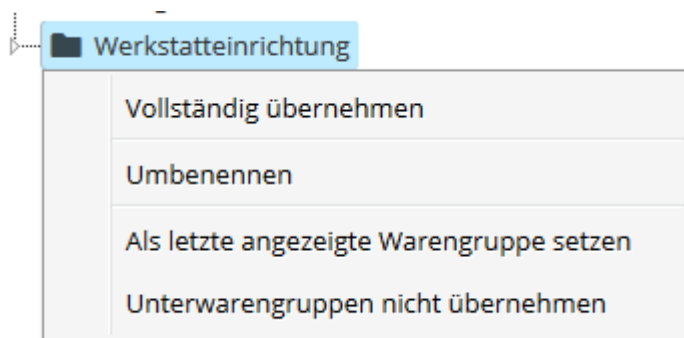 Werkstatteinrichtung
Vollständig übernehmen
Umbenennen
Als letzte angezeigte Warengruppe setzen
Unterwarengruppen nicht übernehmen